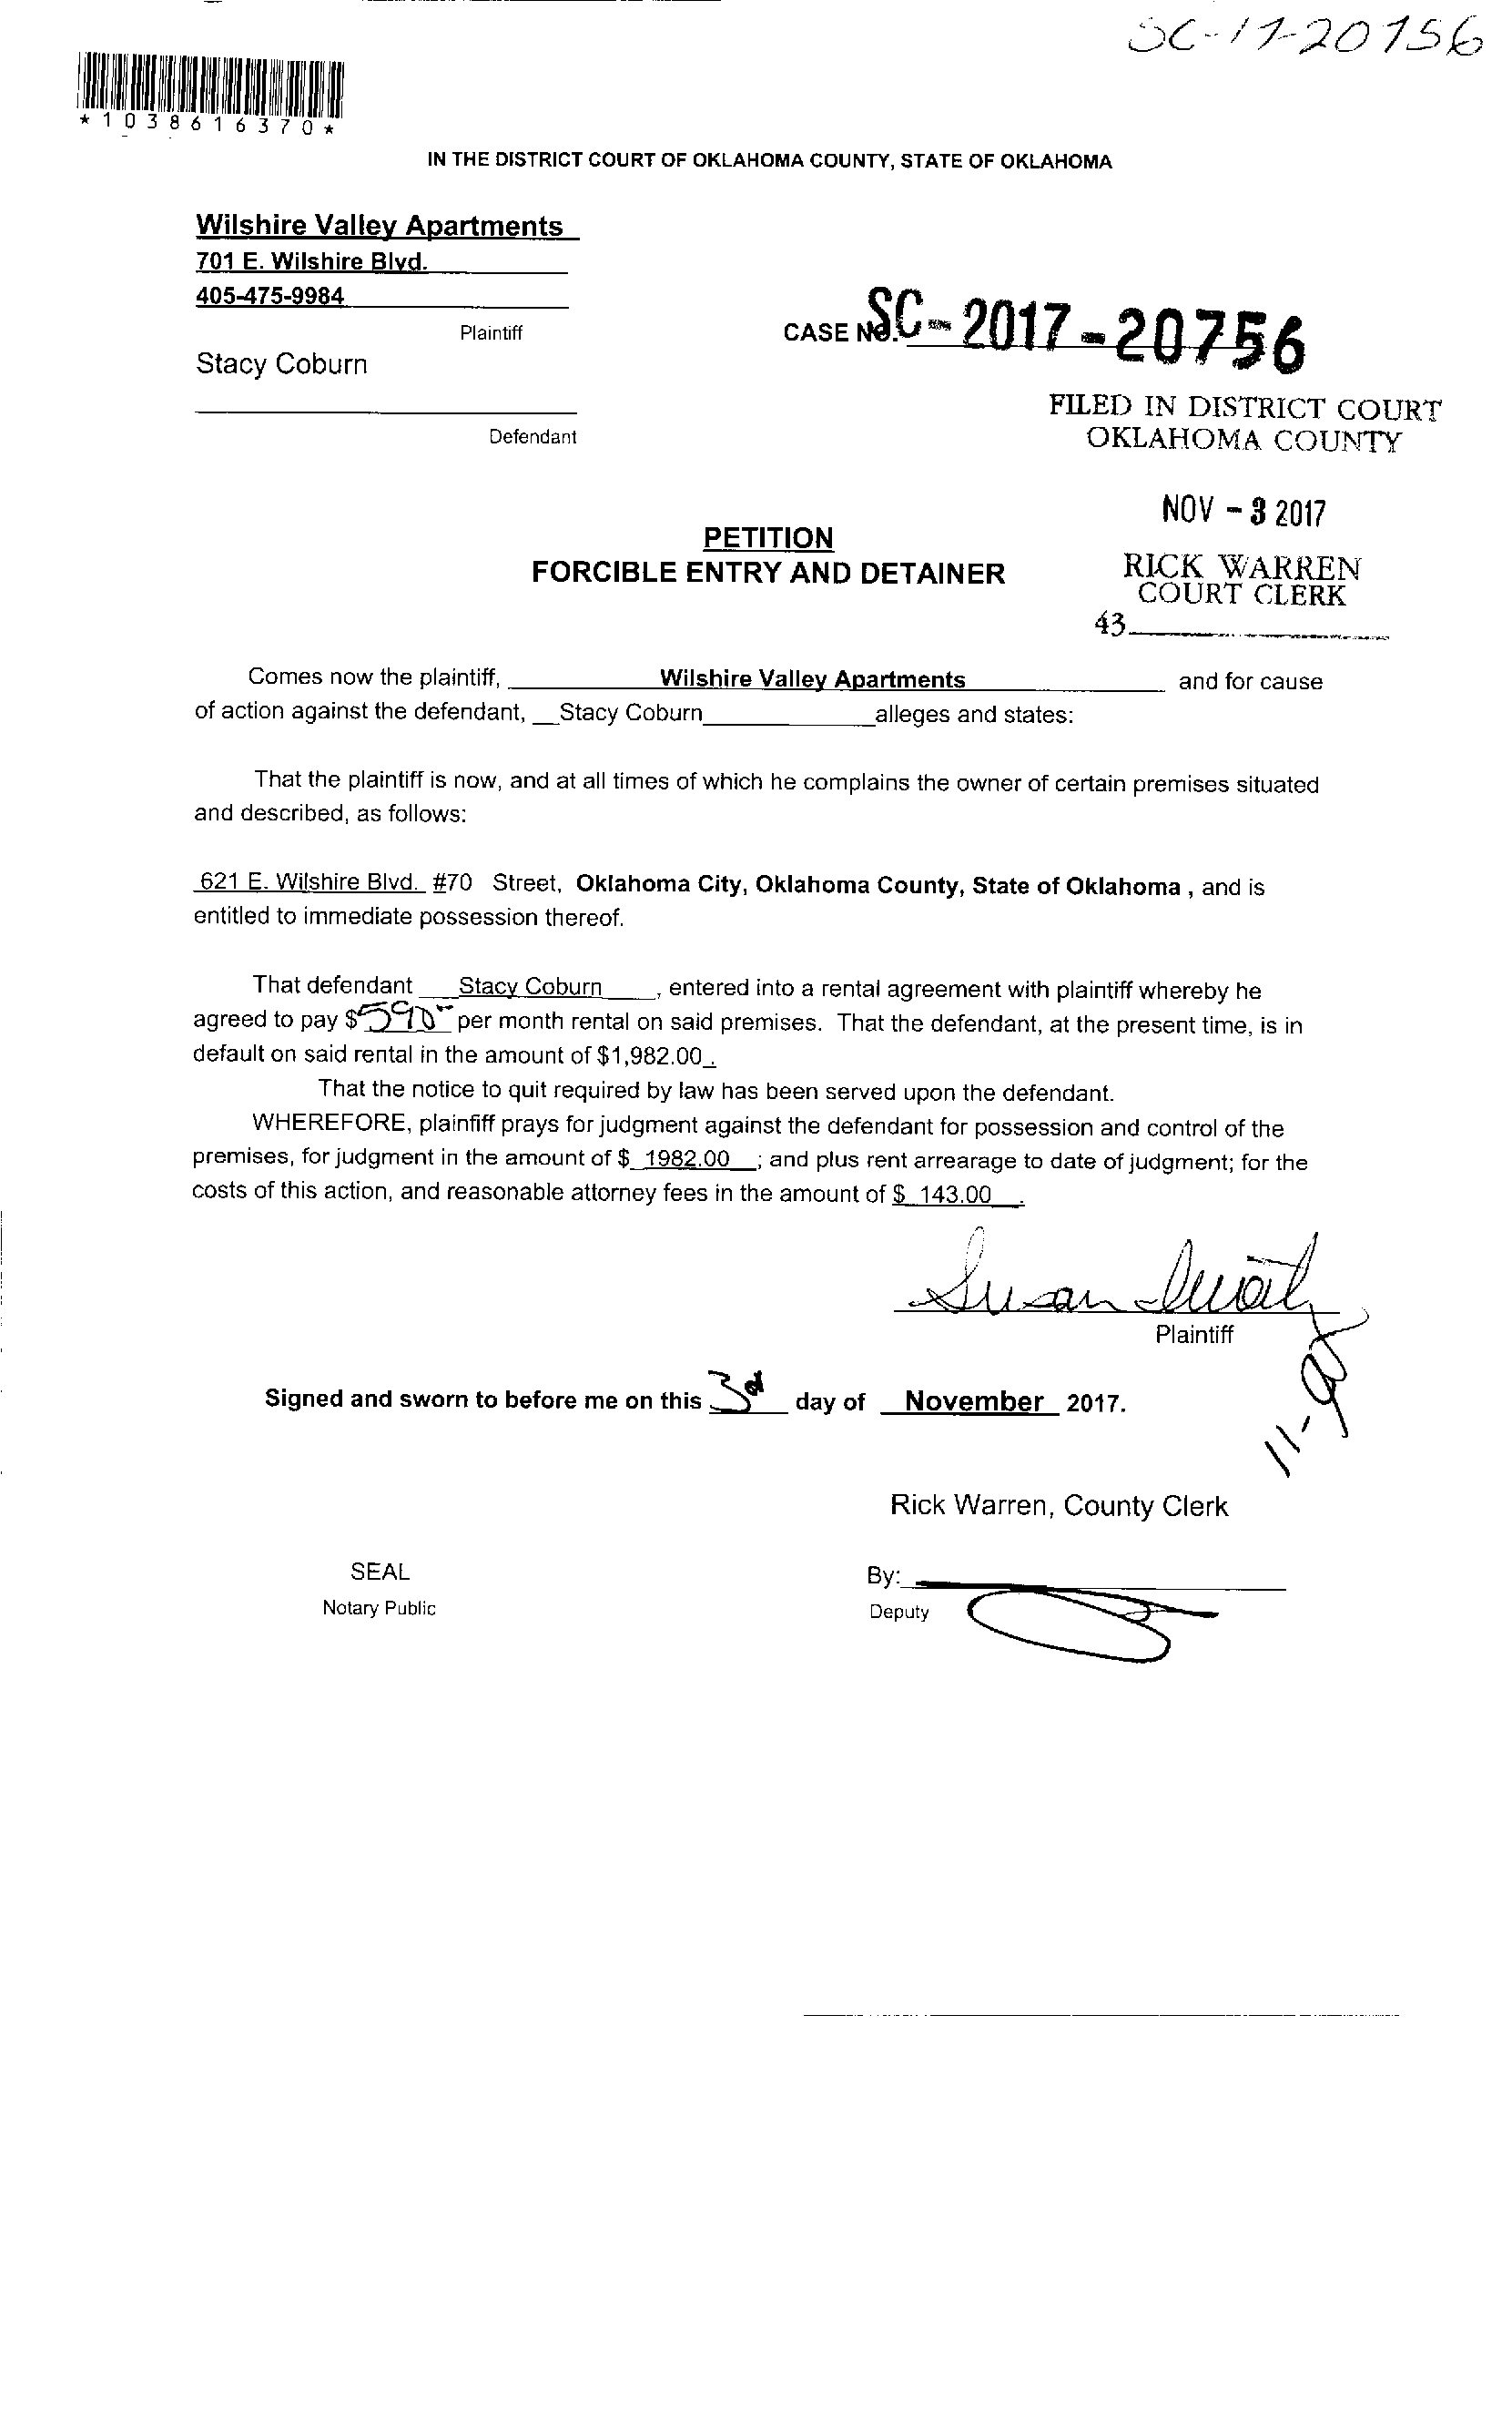 SC-17-20756
*1038616370*
IN THE DISTRICT COURT OF OKLAHOMA COUNTY, STATE OF OKLAHOMA
Wilshire Valley Apartments
701 E. Wilshire Blvd.
405-475-9984
Plaintiff
CASE No. SC-2017-20756
Stacy Coburn
Defendant
FILED IN DISTRICT COURT
OKLAHOMA COUNTY
NOV - 3 2017
RICK WARREN
COURT CLERK
43
PETITION
FORCIBLE ENTRY AND DETAINER
Comes now the plaintiff, Wilshire Valley Apartments and for cause
of action against the defendant, Stacy Coburn alleges and states:
That the plaintiff is now, and at all times of which he complains the owner of certain premises situated
and described, as follows:
621 E. Wilshire Blvd. #70 Street, Oklahoma City, Oklahoma County, State of Oklahoma , and is
entitled to immediate possession thereof.
That defendant Stacy Coburn , entered into a rental agreement with plaintiff whereby he
agreed to pay $ per month rental on said premises. That the defendant, at the present time, is in
default on said rental in the amount of $1,982.00 .
That the notice to quit required by law has been served upon the defendant.
WHEREFORE, plainfiff prays for judgment against the defendant for possession and control of the
premises, for judgment in the amount of $ 1982.00 ; and plus rent arrearage to date of judgment; for the
costs of this action, and reasonable attorney fees in the amount of $ 143.00 .
Susan
Plaintiff
Signed and sworn to before me on this 3rd day of November 2017.
Rick Warren, County Clerk
SEAL
By:
Notary Public
Deputy